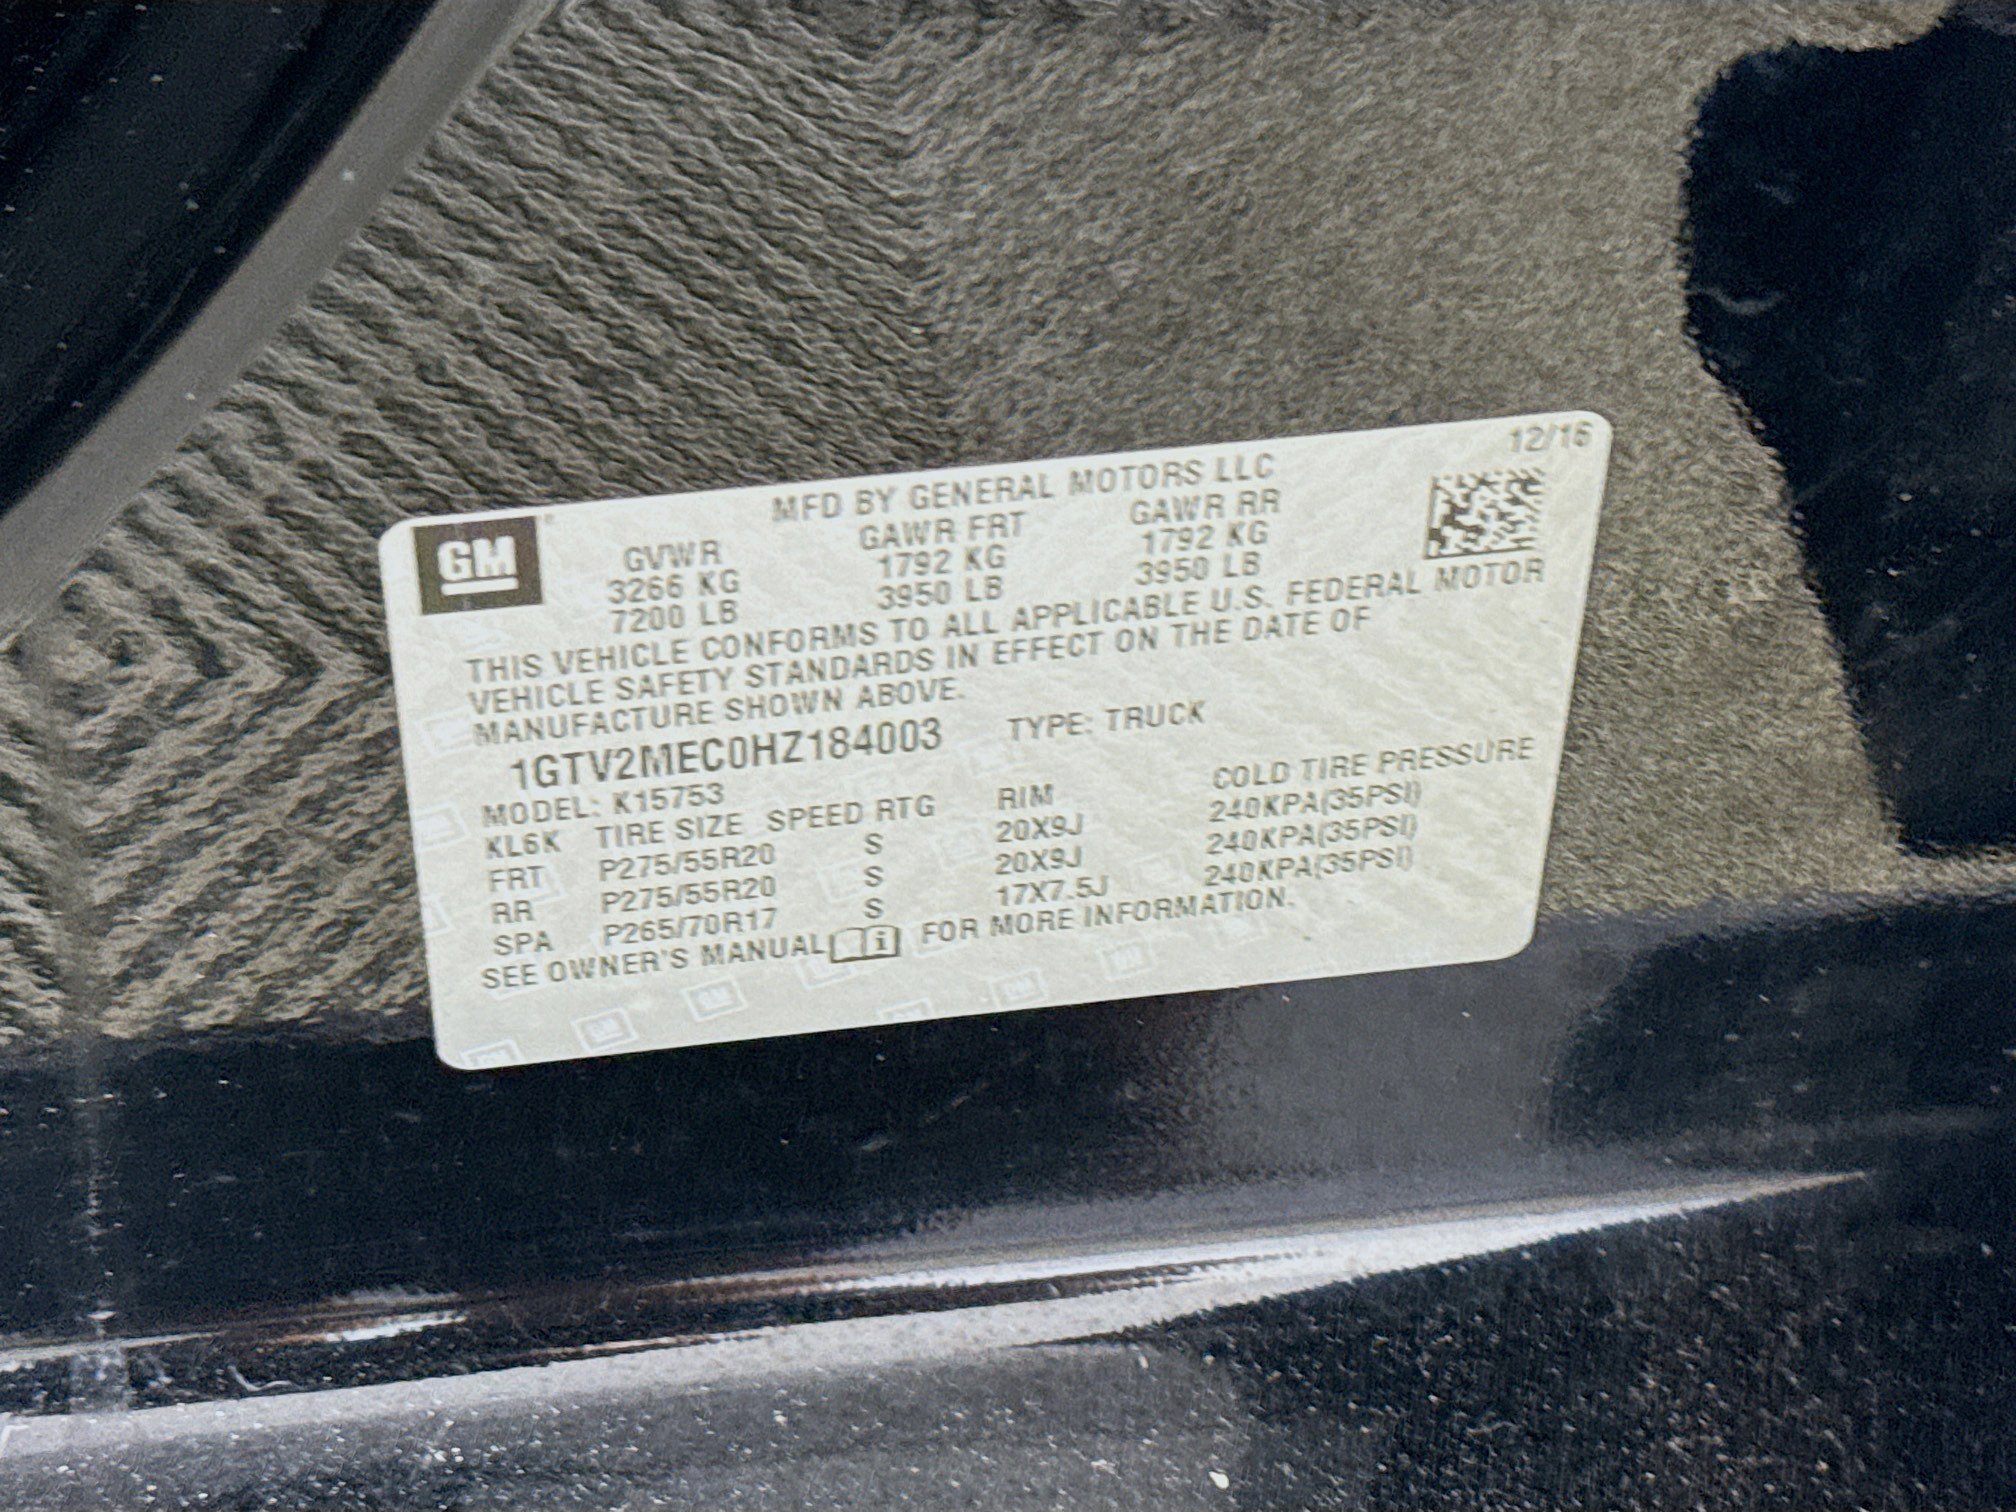 12/16
MFD BY GENERAL MOTORS LLC
GM
GVWR GAWR FRT GAWR RR
3266 KG 1792 KG 1792 KG
7200 LB 3950 LB 3950 LB
THIS VEHICLE CONFORMS TO ALL APPLICABLE U.S. FEDERAL MOTOR
VEHICLE SAFETY STANDARDS IN EFFECT ON THE DATE OF
MANUFACTURE SHOWN ABOVE.
1GTV2MEC0HZ184003 TYPE: TRUCK
MODEL: K15753
KL6K TIRE SIZE SPEED RTG RIM COLD TIRE PRESSURE
FRT P275/55R20 S 20X9J 240KPA(35PSI)
RR P275/55R20 S 20X9J 240KPA(35PSI)
SPA P265/70R17 S 17X7.5J 240KPA(35PSI)
SEE OWNER'S MANUAL i FOR MORE INFORMATION.